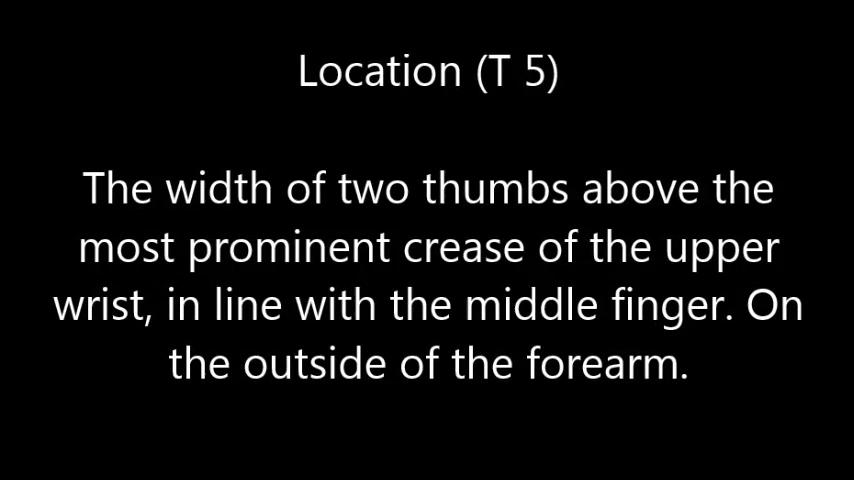 Location (T 5)
The width of two thumbs above the
most prominent crease of the upper
wrist, in line with the middle finger. On
the outside of the forearm.